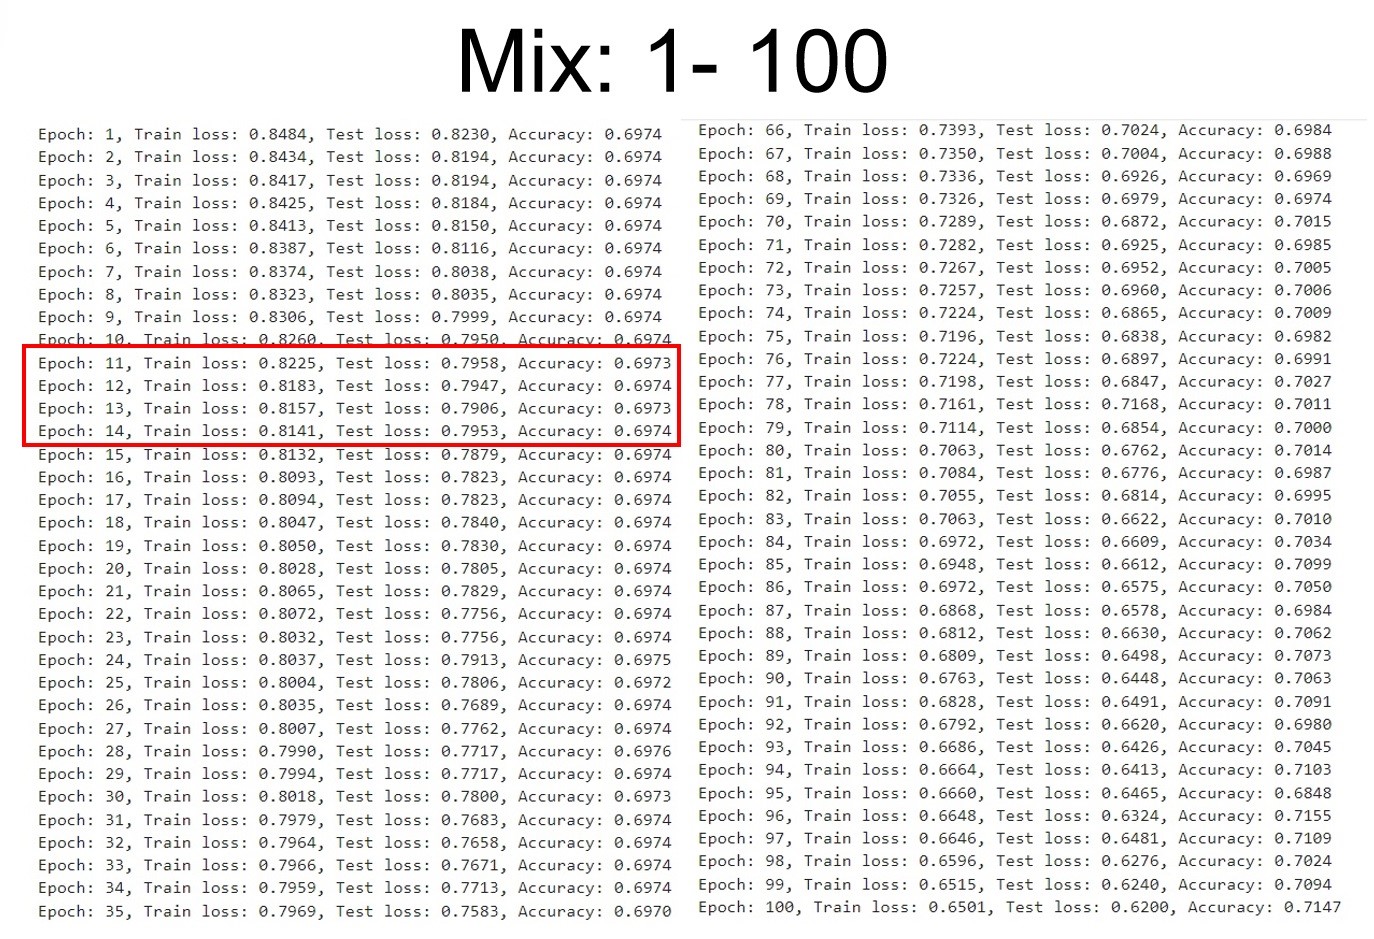 Mix: 1- 100
Epoch: 1, Train loss: 0.8484, Test loss: 0.8230, Accuracy: 0.6974
Epoch: 2, Train loss: 0.8434, Test loss: 0.8194, Accuracy: 0.6974
Epoch: 3, Train loss: 0.8417, Test loss: 0.8194, Accuracy: 0.6974
Epoch: 4, Train loss: 0.8425, Test loss: 0.8184, Accuracy: 0.6974
Epoch: 5, Train loss: 0.8413, Test loss: 0.8150, Accuracy: 0.6974
Epoch: 6, Train loss: 0.8387, Test loss: 0.8116, Accuracy: 0.6974
Epoch: 7, Train loss: 0.8374, Test loss: 0.8038, Accuracy: 0.6974
Epoch: 8, Train loss: 0.8323, Test loss: 0.8035, Accuracy: 0.6974
Epoch: 9, Train loss: 0.8306, Test loss: 0.7999, Accuracy: 0.6974
Epoch: 10, Train loss: 0.8260, Test loss: 0.7950, Accuracy: 0.6974
Epoch: 11, Train loss: 0.8225, Test loss: 0.7958, Accuracy: 0.6973
Epoch: 12, Train loss: 0.8183, Test loss: 0.7947, Accuracy: 0.6974
Epoch: 13, Train loss: 0.8157, Test loss: 0.7906, Accuracy: 0.6973
Epoch: 14, Train loss: 0.8141, Test loss: 0.7953, Accuracy: 0.6974
Epoch: 15, Train loss: 0.8132, Test loss: 0.7879, Accuracy: 0.6974
Epoch: 16, Train loss: 0.8093, Test loss: 0.7823, Accuracy: 0.6974
Epoch: 17, Train loss: 0.8094, Test loss: 0.7823, Accuracy: 0.6974
Epoch: 18, Train loss: 0.8047, Test loss: 0.7840, Accuracy: 0.6974
Epoch: 19, Train loss: 0.8050, Test loss: 0.7830, Accuracy: 0.6974
Epoch: 20, Train loss: 0.8028, Test loss: 0.7805, Accuracy: 0.6974
Epoch: 21, Train loss: 0.8065, Test loss: 0.7829, Accuracy: 0.6974
Epoch: 22, Train loss: 0.8072, Test loss: 0.7756, Accuracy: 0.6974
Epoch: 23, Train loss: 0.8032, Test loss: 0.7756, Accuracy: 0.6974
Epoch: 24, Train loss: 0.8037, Test loss: 0.7913, Accuracy: 0.6975
Epoch: 25, Train loss: 0.8004, Test loss: 0.7806, Accuracy: 0.6972
Epoch: 26, Train loss: 0.8035, Test loss: 0.7689, Accuracy: 0.6974
Epoch: 27, Train loss: 0.8007, Test loss: 0.7762, Accuracy: 0.6974
Epoch: 28, Train loss: 0.7990, Test loss: 0.7717, Accuracy: 0.6976
Epoch: 29, Train loss: 0.7994, Test loss: 0.7717, Accuracy: 0.6974
Epoch: 30, Train loss: 0.8018, Test loss: 0.7800, Accuracy: 0.6973
Epoch: 31, Train loss: 0.7979, Test loss: 0.7683, Accuracy: 0.6974
Epoch: 32, Train loss: 0.7964, Test loss: 0.7658, Accuracy: 0.6974
Epoch: 33, Train loss: 0.7966, Test loss: 0.7671, Accuracy: 0.6974
Epoch: 34, Train loss: 0.7959, Test loss: 0.7713, Accuracy: 0.6974
Epoch: 35, Train loss: 0.7969, Test loss: 0.7583, Accuracy: 0.6970
Epoch: 66, Train loss: 0.7393, Test loss: 0.7024, Accuracy: 0.6984
Epoch: 67, Train loss: 0.7350, Test loss: 0.7004, Accuracy: 0.6988
Epoch: 68, Train loss: 0.7336, Test loss: 0.6926, Accuracy: 0.6969
Epoch: 69, Train loss: 0.7326, Test loss: 0.6979, Accuracy: 0.6974
Epoch: 70, Train loss: 0.7289, Test loss: 0.6872, Accuracy: 0.7015
Epoch: 71, Train loss: 0.7282, Test loss: 0.6925, Accuracy: 0.6985
Epoch: 72, Train loss: 0.7267, Test loss: 0.6952, Accuracy: 0.7005
Epoch: 73, Train loss: 0.7257, Test loss: 0.6960, Accuracy: 0.7006
Epoch: 74, Train loss: 0.7224, Test loss: 0.6865, Accuracy: 0.7009
Epoch: 75, Train loss: 0.7196, Test loss: 0.6838, Accuracy: 0.6982
Epoch: 76, Train loss: 0.7224, Test loss: 0.6897, Accuracy: 0.6991
Epoch: 77, Train loss: 0.7198, Test loss: 0.6847, Accuracy: 0.7027
Epoch: 78, Train loss: 0.7161, Test loss: 0.7168, Accuracy: 0.7011
Epoch: 79, Train loss: 0.7114, Test loss: 0.6854, Accuracy: 0.7000
Epoch: 80, Train loss: 0.7063, Test loss: 0.6762, Accuracy: 0.7014
Epoch: 81, Train loss: 0.7084, Test loss: 0.6776, Accuracy: 0.6987
Epoch: 82, Train loss: 0.7055, Test loss: 0.6814, Accuracy: 0.6995
Epoch: 83, Train loss: 0.7063, Test loss: 0.6622, Accuracy: 0.7010
Epoch: 84, Train loss: 0.6972, Test loss: 0.6609, Accuracy: 0.7034
Epoch: 85, Train loss: 0.6948, Test loss: 0.6612, Accuracy: 0.7099
Epoch: 86, Train loss: 0.6972, Test loss: 0.6575, Accuracy: 0.7050
Epoch: 87, Train loss: 0.6868, Test loss: 0.6578, Accuracy: 0.6984
Epoch: 88, Train loss: 0.6812, Test loss: 0.6630, Accuracy: 0.7062
Epoch: 89, Train loss: 0.6809, Test loss: 0.6498, Accuracy: 0.7073
Epoch: 90, Train loss: 0.6763, Test loss: 0.6448, Accuracy: 0.7063
Epoch: 91, Train loss: 0.6828, Test loss: 0.6491, Accuracy: 0.7091
Epoch: 92, Train loss: 0.6792, Test loss: 0.6620, Accuracy: 0.6980
Epoch: 93, Train loss: 0.6686, Test loss: 0.6426, Accuracy: 0.7045
Epoch: 94, Train loss: 0.6664, Test loss: 0.6413, Accuracy: 0.7103
Epoch: 95, Train loss: 0.6660, Test loss: 0.6465, Accuracy: 0.6848
Epoch: 96, Train loss: 0.6648, Test loss: 0.6324, Accuracy: 0.7155
Epoch: 97, Train loss: 0.6646, Test loss: 0.6481, Accuracy: 0.7109
Epoch: 98, Train loss: 0.6596, Test loss: 0.6276, Accuracy: 0.7024
Epoch: 99, Train loss: 0.6515, Test loss: 0.6240, Accuracy: 0.7094
Epoch: 100, Train loss: 0.6501, Test loss: 0.6200, Accuracy: 0.7147